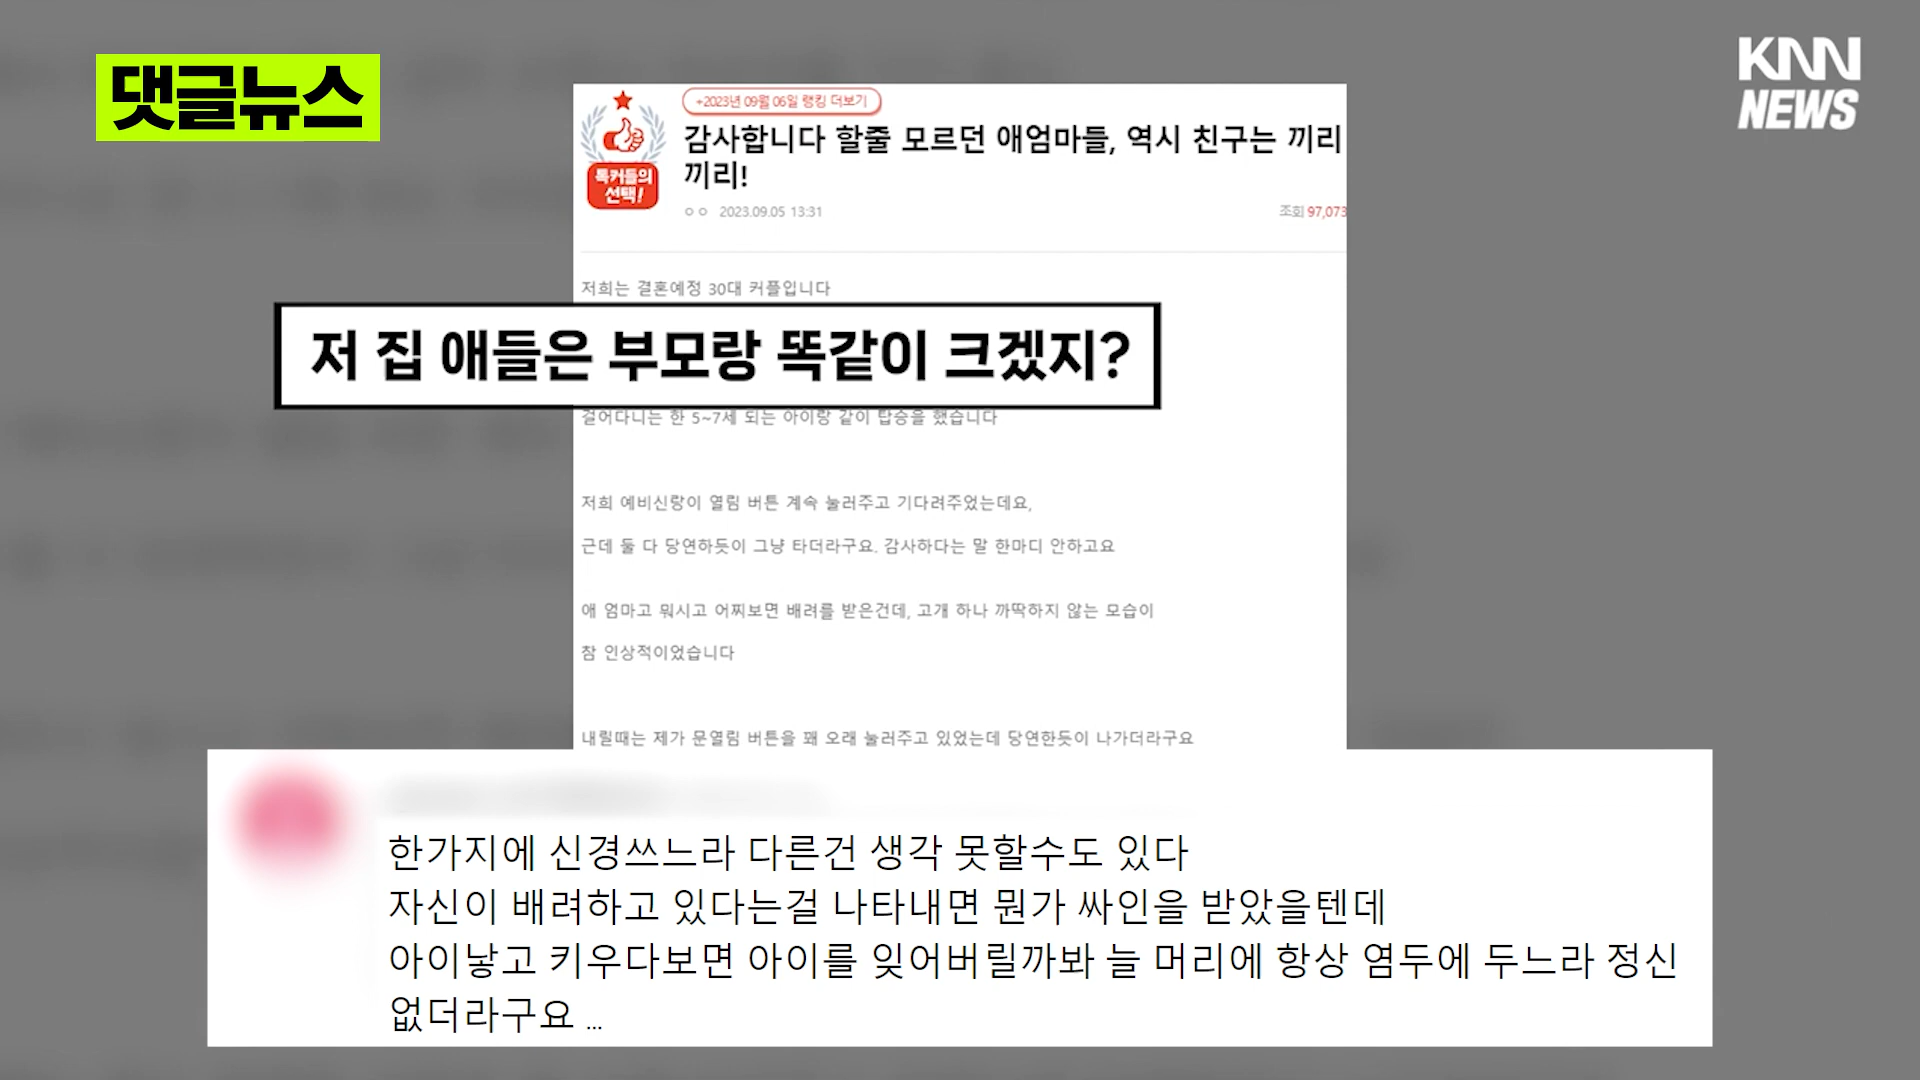 댓글뉴스
KNN
NEWS
+2023년 09월 06일 랭킹 더보기
톡커들의
선택!
감사합니다 할줄 모르던 애엄마들, 역시 친구는 끼리
끼리!
ㅇㅇ 2023.09.05 13:31
조회 97,073
저희는 결혼예정 30대 커플입니다
저 집 애들은 부모랑 똑같이 크겠지?
걸어다니는 한 5~7세 되는 아이랑 같이 탑승을 했습니다
저희 예비신랑이 열림 버튼 계속 눌러주고 기다려주었는데요,
근데 둘 다 당연하듯이 그냥 타더라구요. 감사하다는 말 한마디 안하고요
애 엄마고 뭐시고 어찌보면 배려를 받은건데, 고개 하나 까딱하지 않는 모습이
참 인상적이었습니다
내릴때는 제가 문열림 버튼을 꽤 오래 눌러주고 있었는데 당연한듯이 나가더라구요
한가지에 신경쓰느라 다른건 생각 못할수도 있다
자신이 배려하고 있다는걸 나타내면 뭔가 싸인을 받았을텐데
아이낳고 키우다보면 아이를 잊어버릴까봐 늘 머리에 항상 염두에 두느라 정신
없더라구요 ...